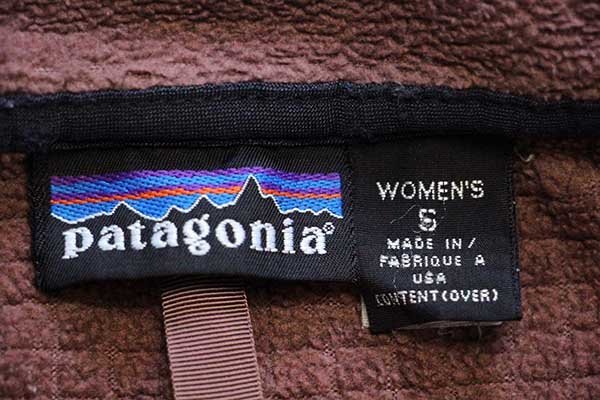 patagonia®
WOMEN'S
S
MADE IN/
FABRIQUE A
USA
CONTENT(OVER)